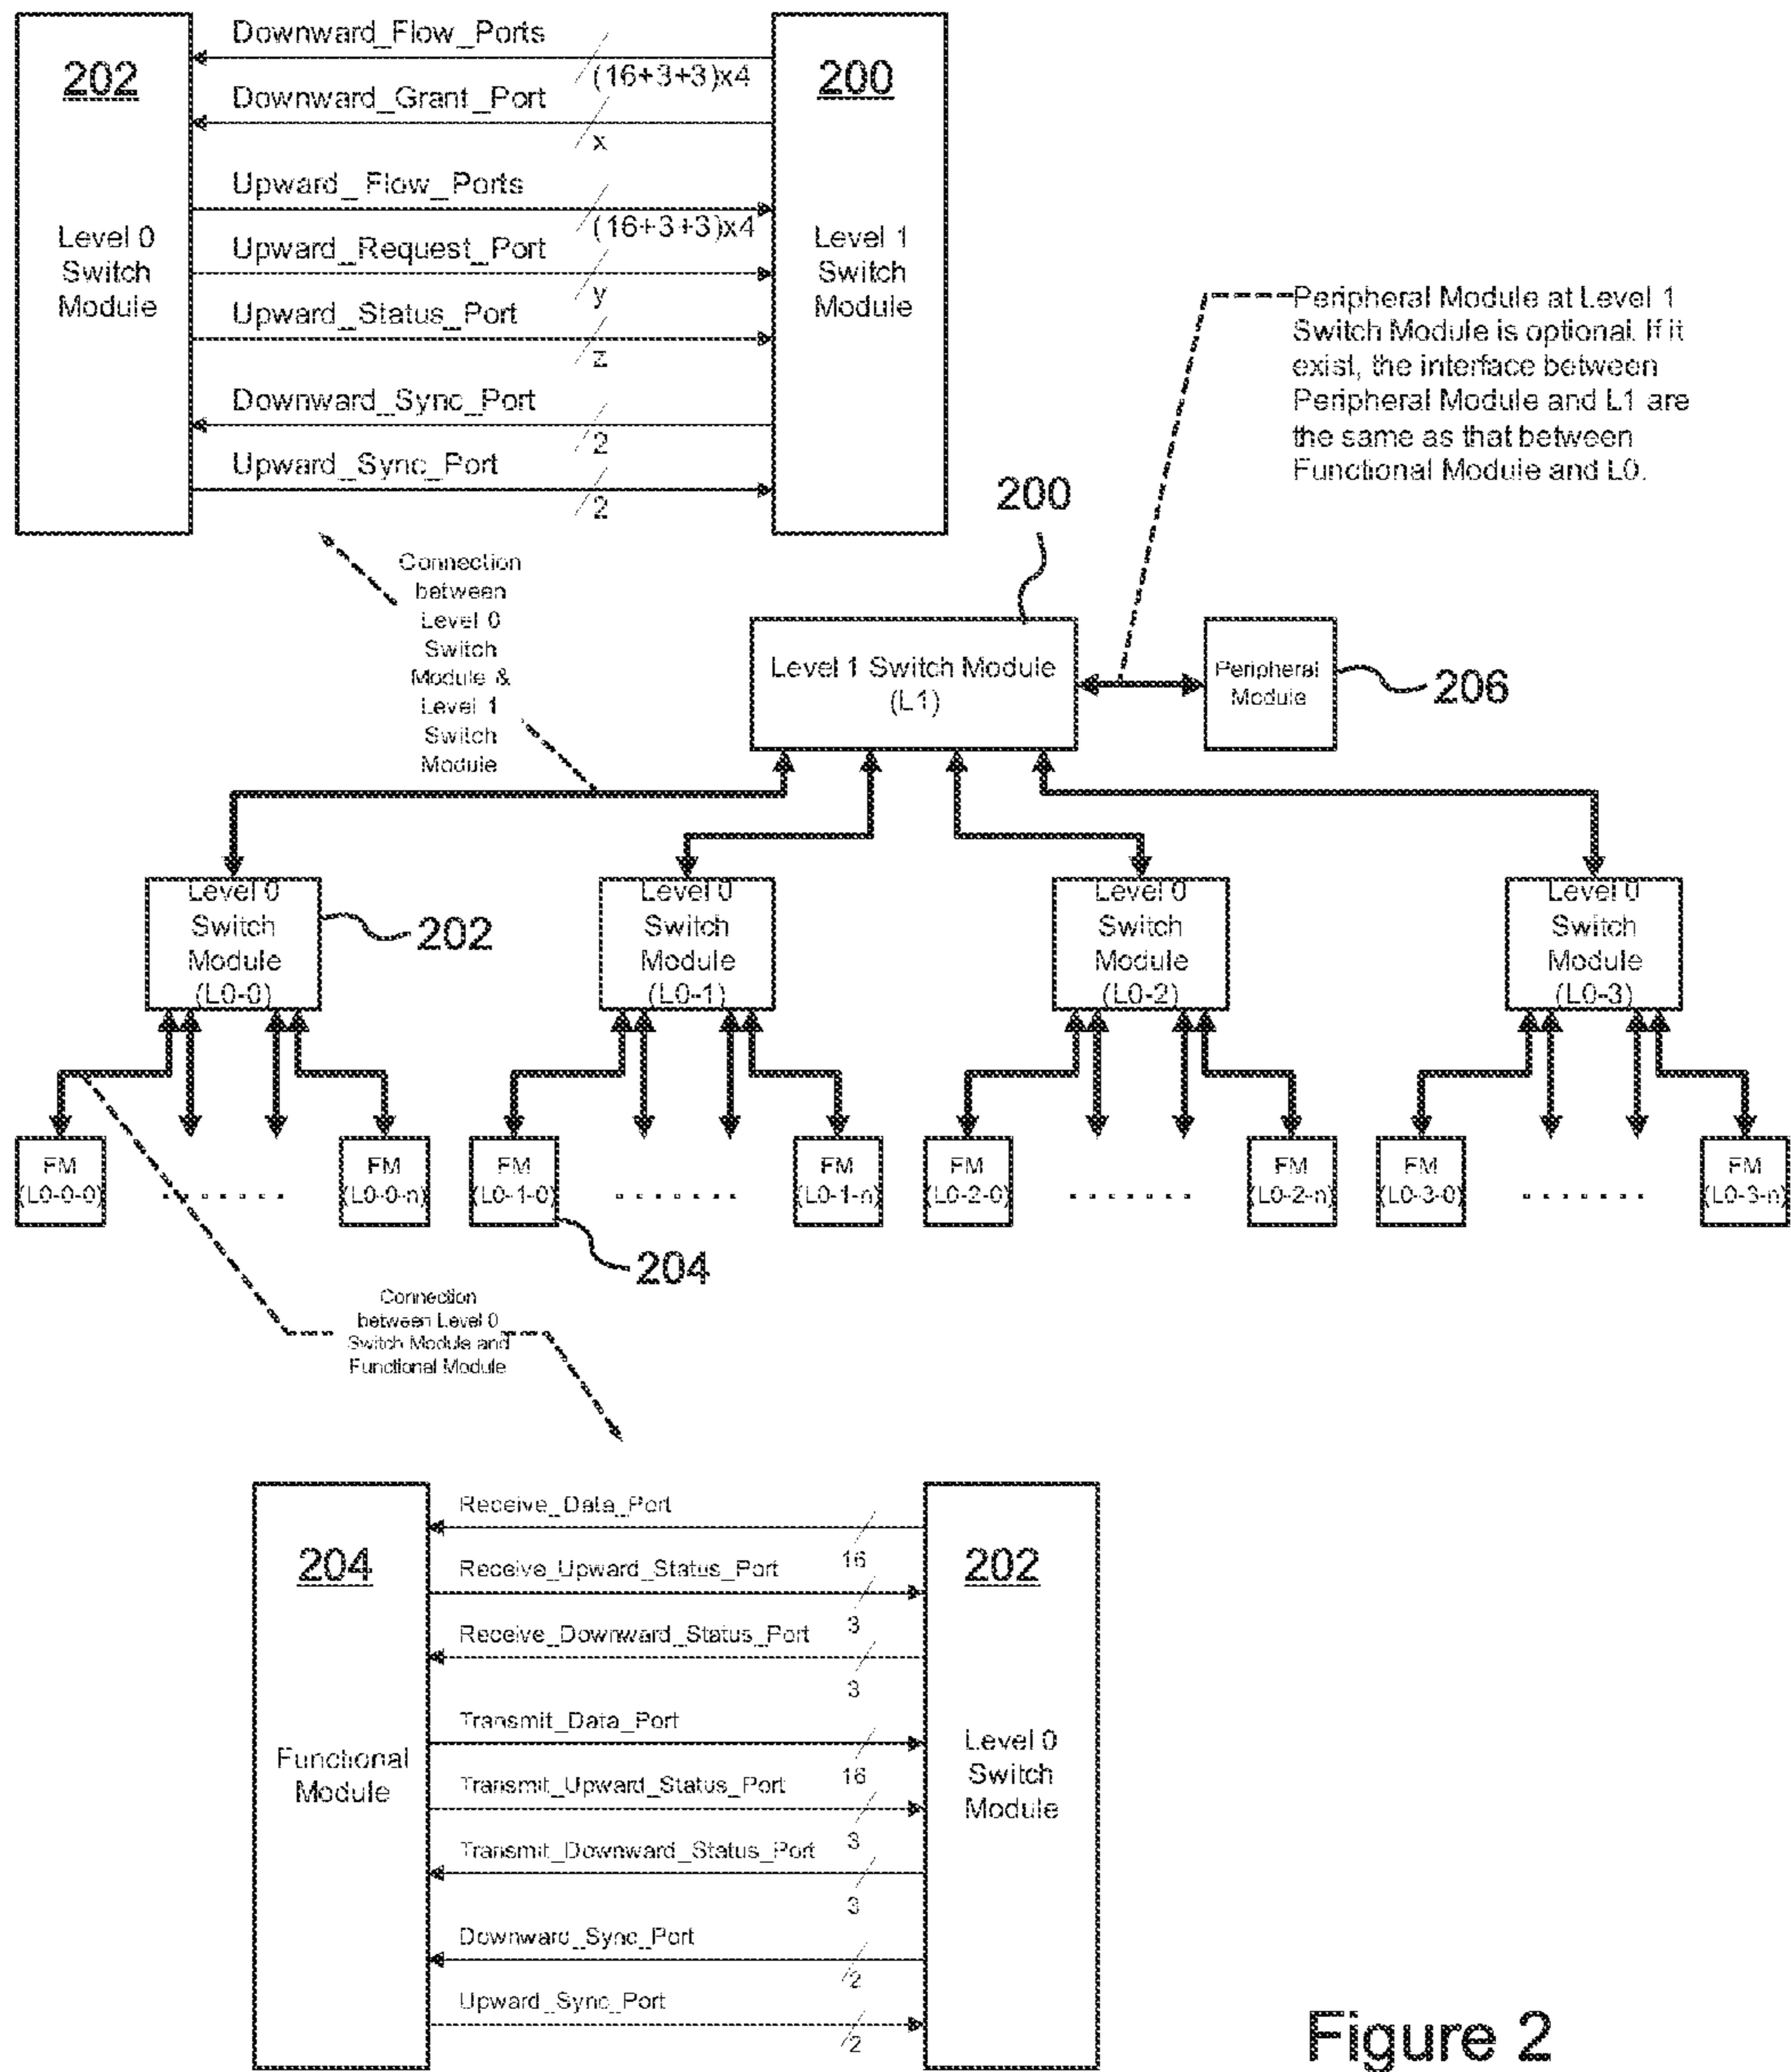 Downward_Flow_Ports
202
(16+3+3)x4
200
Downward_Grant_Port
x
Upward_ Flow_Ports
Level 0
Switch
Module
(16+3+3)x4
Level 1
Switch
Module
Upward_Request_Port
y
Upward_Status_Port
z
Downward_Sync_Port
2
Upward_Sync_Port
2
Peripheral Module at Level 1
Switch Module is optional. If it
exist, the interface between
Peripheral Module and L1 are
the same as that between
Functional Module and L0.
Connection
between
Level 0
Switch
Module &
Level 1
Switch
Module
200
Level 1 Switch Module
(L1)
Peripheral
Module
206
Level 0
Switch
Module
(L0-0)
202
Level 0
Switch
Module
(L0-1)
Level 0
Switch
Module
(L0-2)
Level 0
Switch
Module
(L0-3)
FM
(L0-0-0)
.......
FM
(L0-0-n)
FM
(L0-1-0)
.......
FM
(L0-1-n)
FM
(L0-2-0)
.......
FM
(L0-2-n)
FM
(L0-3-0)
.......
FM
(L0-3-n)
204
Connection
between Level 0
Switch Module and
Functional Module
Receive_Data_Port
204
16
202
Receive_Upward_Status_Port
3
Receive_Downward_Status_Port
3
Transmit_Data_Port
Functional
Module
16
Level 0
Switch
Module
Transmit_Upward_Status_Port
3
Transmit_Downward_Status_Port
3
Downward_Sync_Port
2
Upward_Sync_Port
2
Figure 2